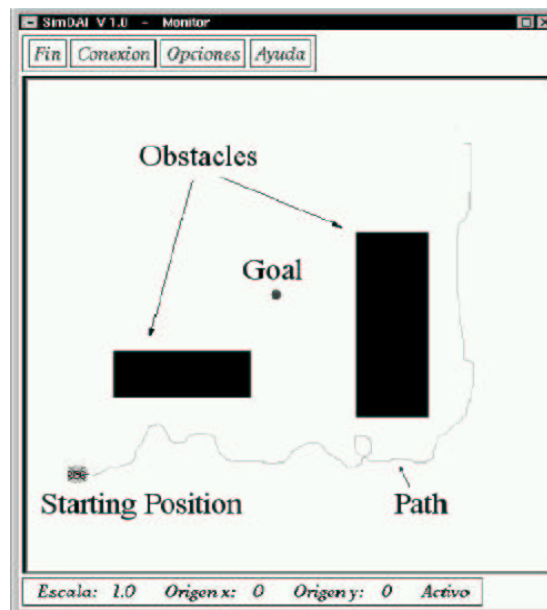 SimDAI V 1.0 - Monitor
Fin Conexion Opciones Ayuda
Obstacles
Goal
Starting Position
Path
Escala: 1.0 Origen x: 0 Origen y: 0 Activo